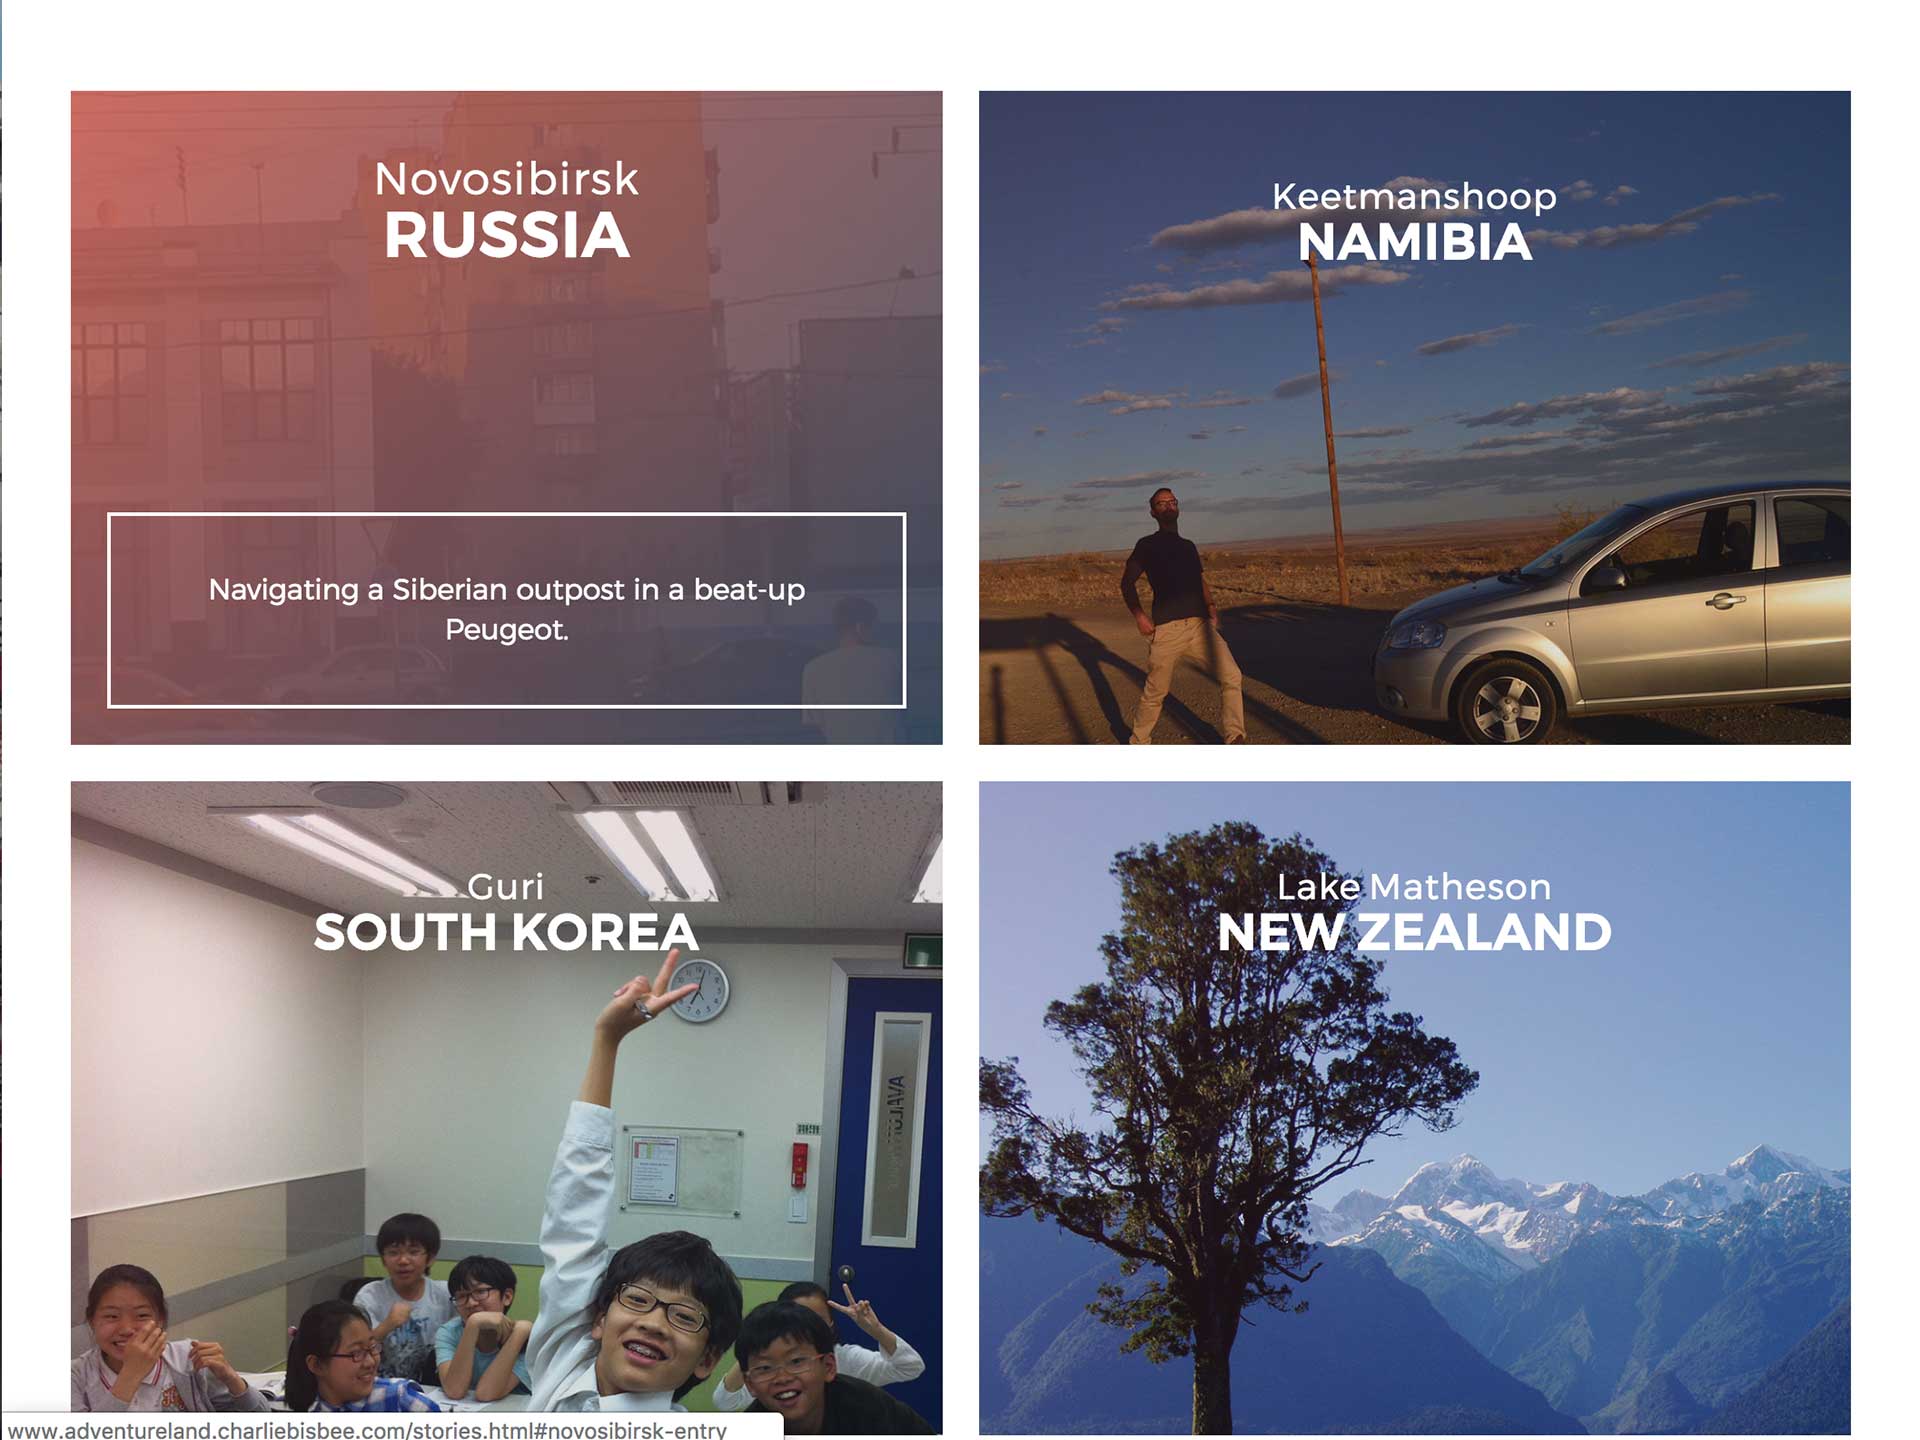 Novosibirsk
RUSSIA
Navigating a Siberian outpost in a beat-up
Peugeot.
Keetmanshoop
NAMIBIA
Guri
SOUTH KOREA
Lake Matheson
NEW ZEALAND
www.adventureland.charliebisbee.com/stories.html#novosibirsk-entry